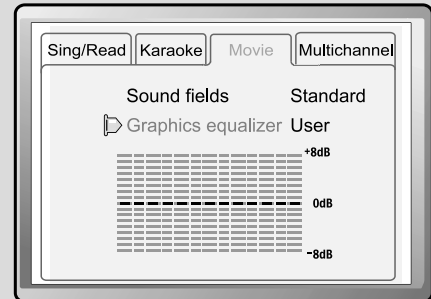 Sing/Read Karaoke Movie Multichannel
Sound fields Standard
Graphics equalizer User
+8dB
0dB
-8dB